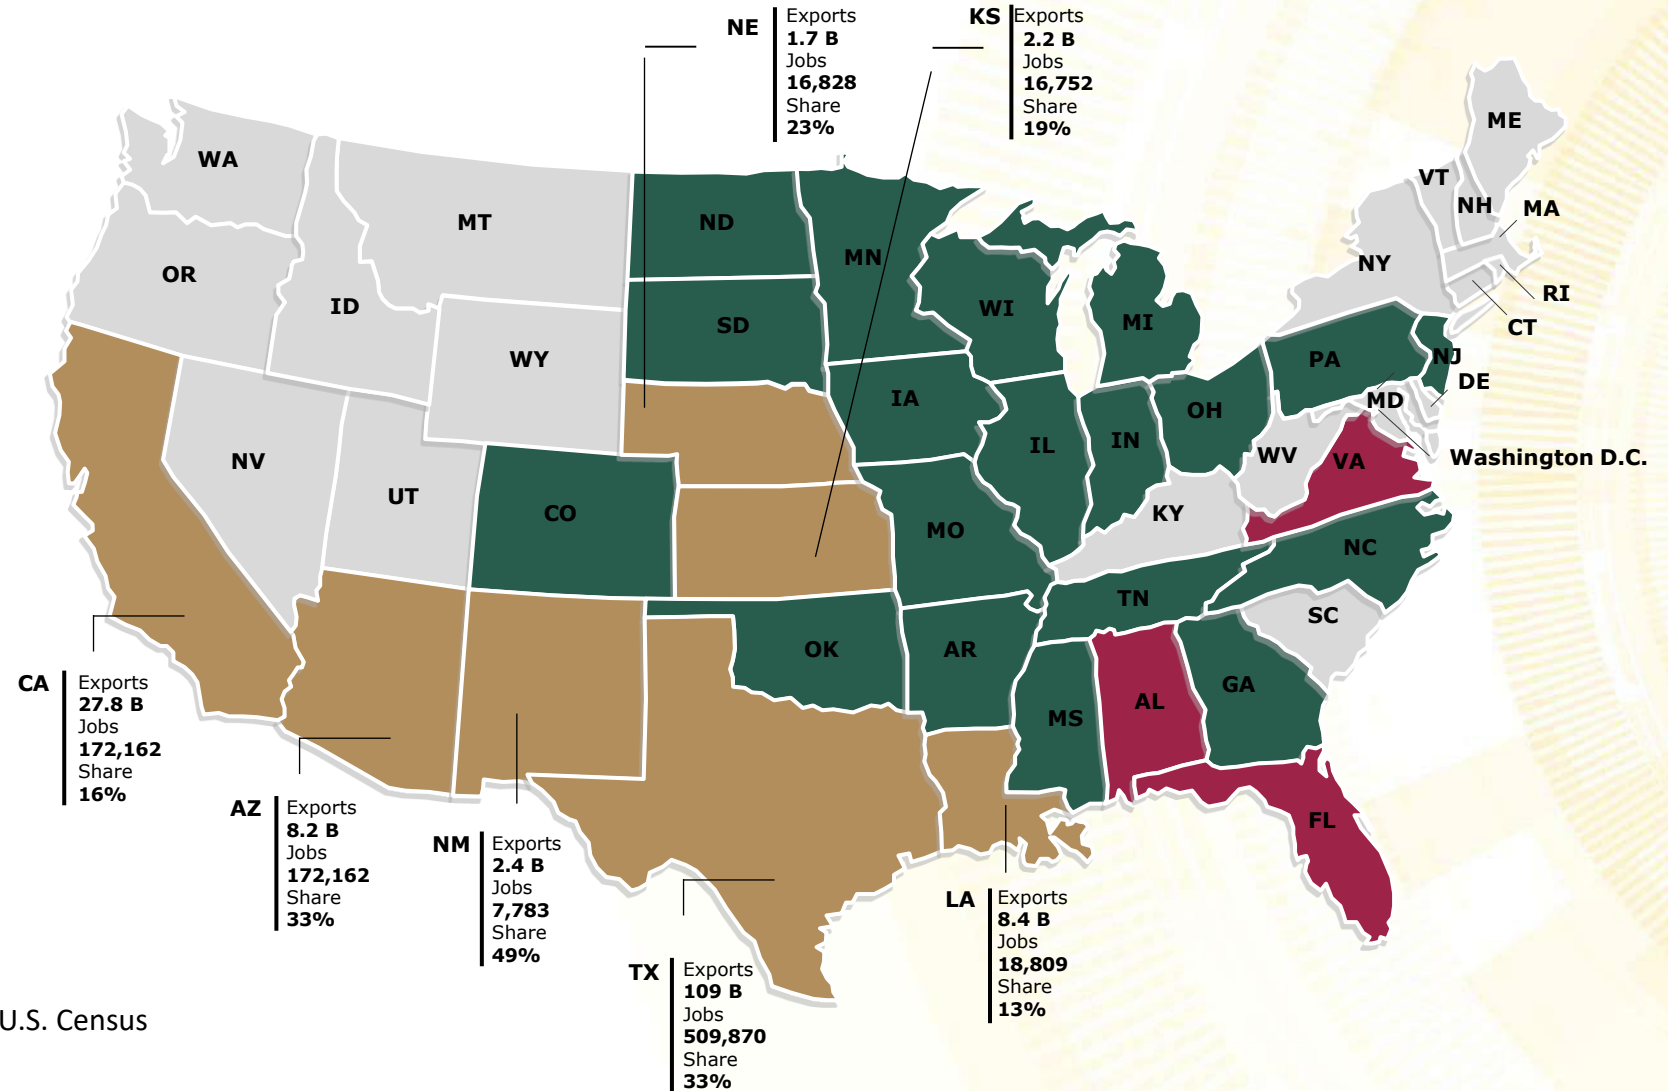 NE
Exports
1.7 B
Jobs
16,828
Share
23%
KS
Exports
2.2 B
Jobs
16,752
Share
19%
WA
MT
ND
MN
ME
VT
NH
MA
OR
ID
SD
WI
MI
NY
RI
CT
WY
IA
PA
NJ
DE
MD
NV
UT
CO
IL
IN
OH
WV
VA
Washington D.C.
MO
KY
NC
TN
SC
OK
AR
MS
AL
GA
FL
CA
Exports
27.8 B
Jobs
172,162
Share
16%
AZ
Exports
8.2 B
Jobs
172,162
Share
33%
NM
Exports
2.4 B
Jobs
7,783
Share
49%
TX
Exports
109 B
Jobs
509,870
Share
33%
LA
Exports
8.4 B
Jobs
18,809
Share
13%
U.S. Census